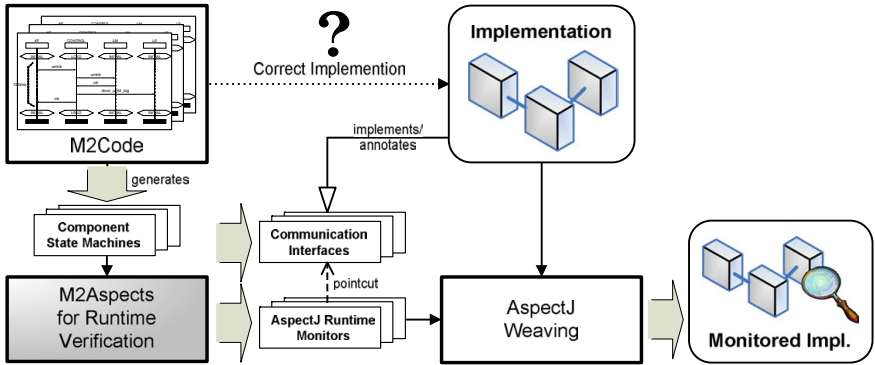 M2Code
?
Correct Implemention
Implementation
implements/
annotates
generates
Component
State Machines
Communication
Interfaces
pointcut
M2Aspects
for Runtime
Verification
AspectJ Runtime
Monitors
AspectJ
Weaving
Monitored Impl.